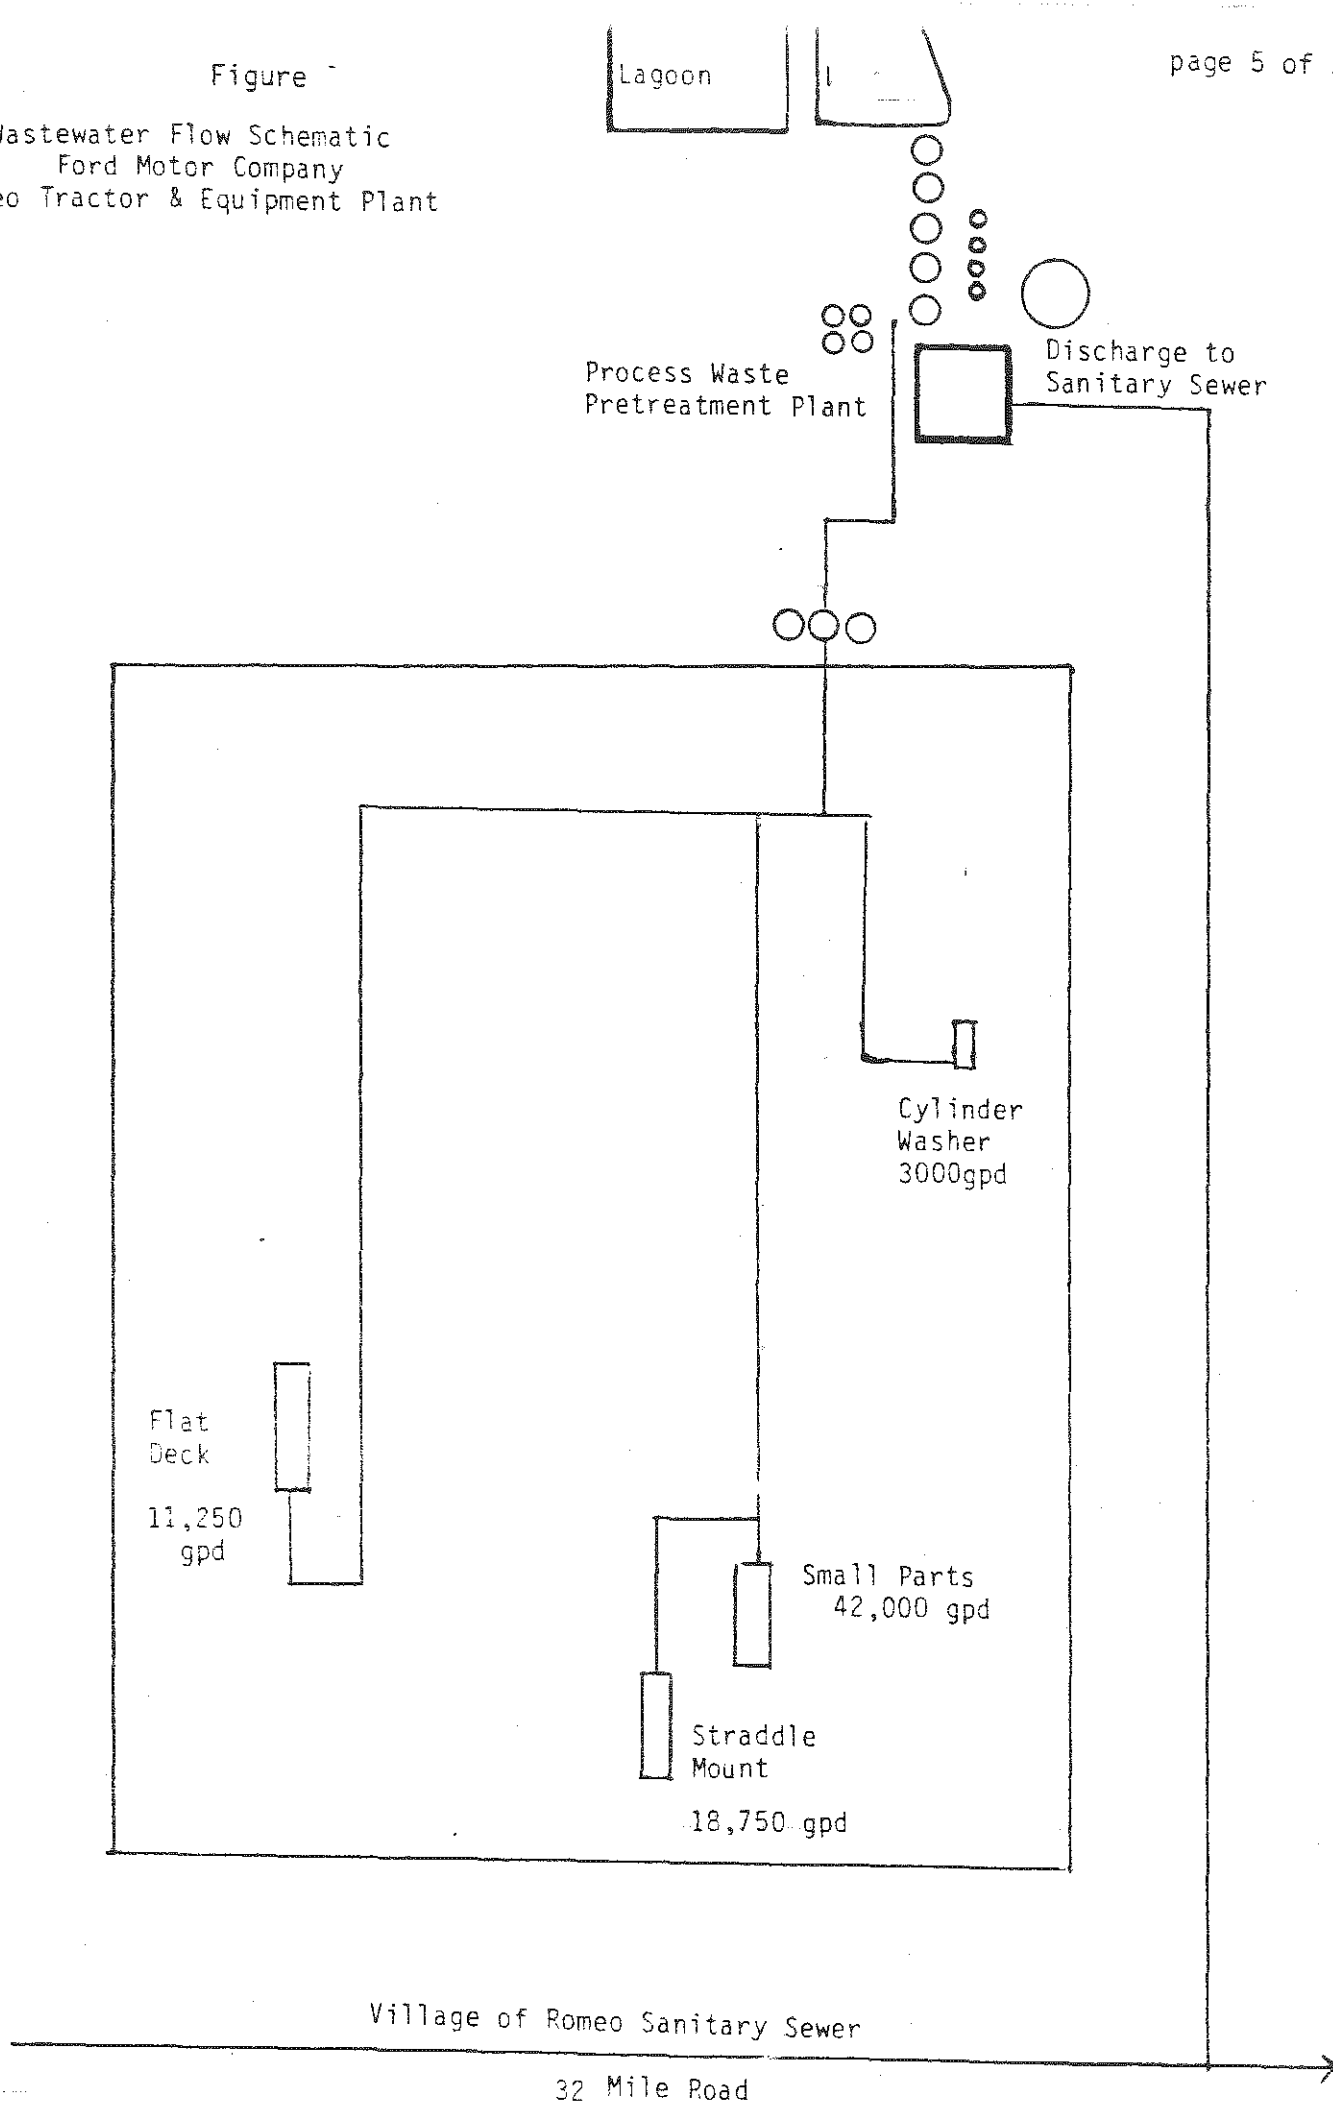 Figure
page 5 of
Wastewater Flow Schematic
Ford Motor Company
eo Tractor & Equipment Plant
Lagoon
Discharge to
Sanitary Sewer
Process Waste
Pretreatment Plant
Cylinder
Washer
3000gpd
Flat
Deck
11,250
gpd
Small Parts
42,000 gpd
Straddle
Mount
18,750 gpd
Village of Romeo Sanitary Sewer
32 Mile Road